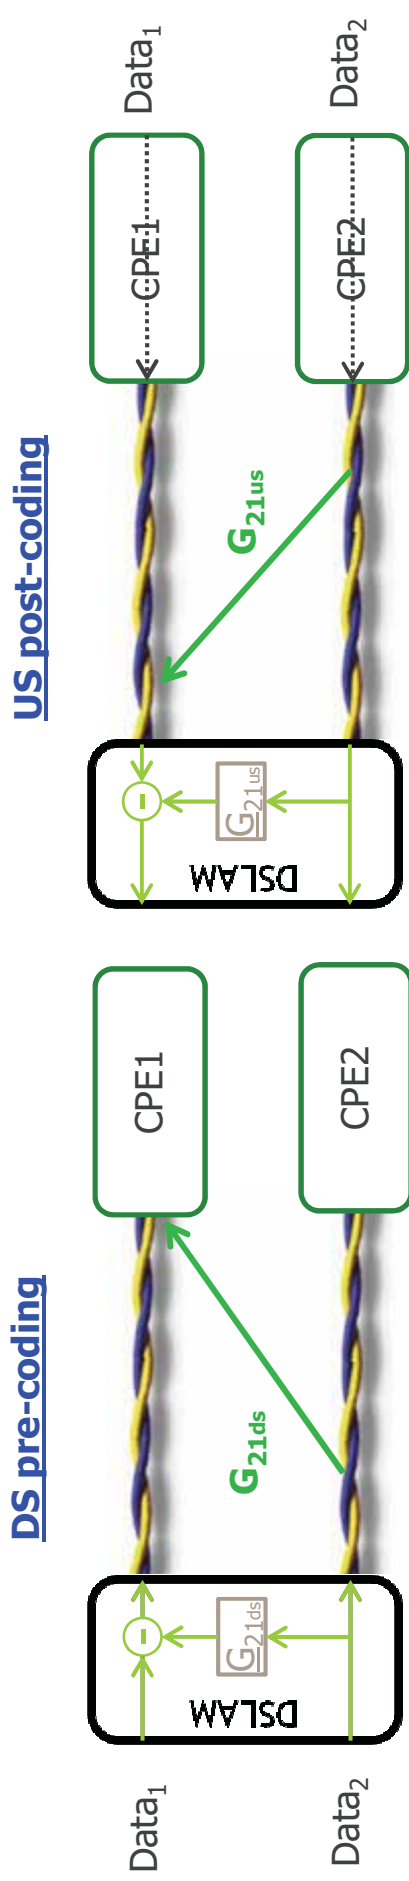 DS pre-coding
Data₁
DSLAM
G21ds
G21ds
CPE1
Data₂
CPE2
US post-coding
DSLAM
G21us
G21us
CPE1
Data₁
CPE2
Data₂